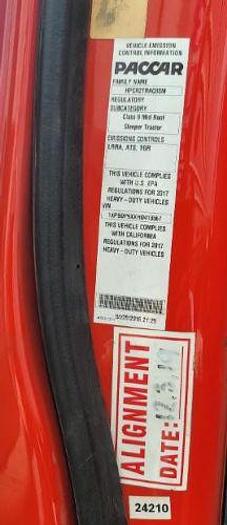 VEHICLE EMISSION
CONTROL INFORMATION
PACCAR
FAMILY NAME
REGULATORY
SUBCATEGORY
Class 8 Mid Roof
Sleeper Tractor
EMISSIONS CONTROLS
THIS VEHICLE COMPLIES
WITH U.S. EPA
REGULATIONS FOR 2017
HEAVY - DUTY VEHICLES
VIN
THIS VEHICLE COMPLIES
WITH CALIFORNIA
REGULATIONS FOR 2017
HEAVY - DUTY VEHICLES
ALIGNMENT
DATE:
24210